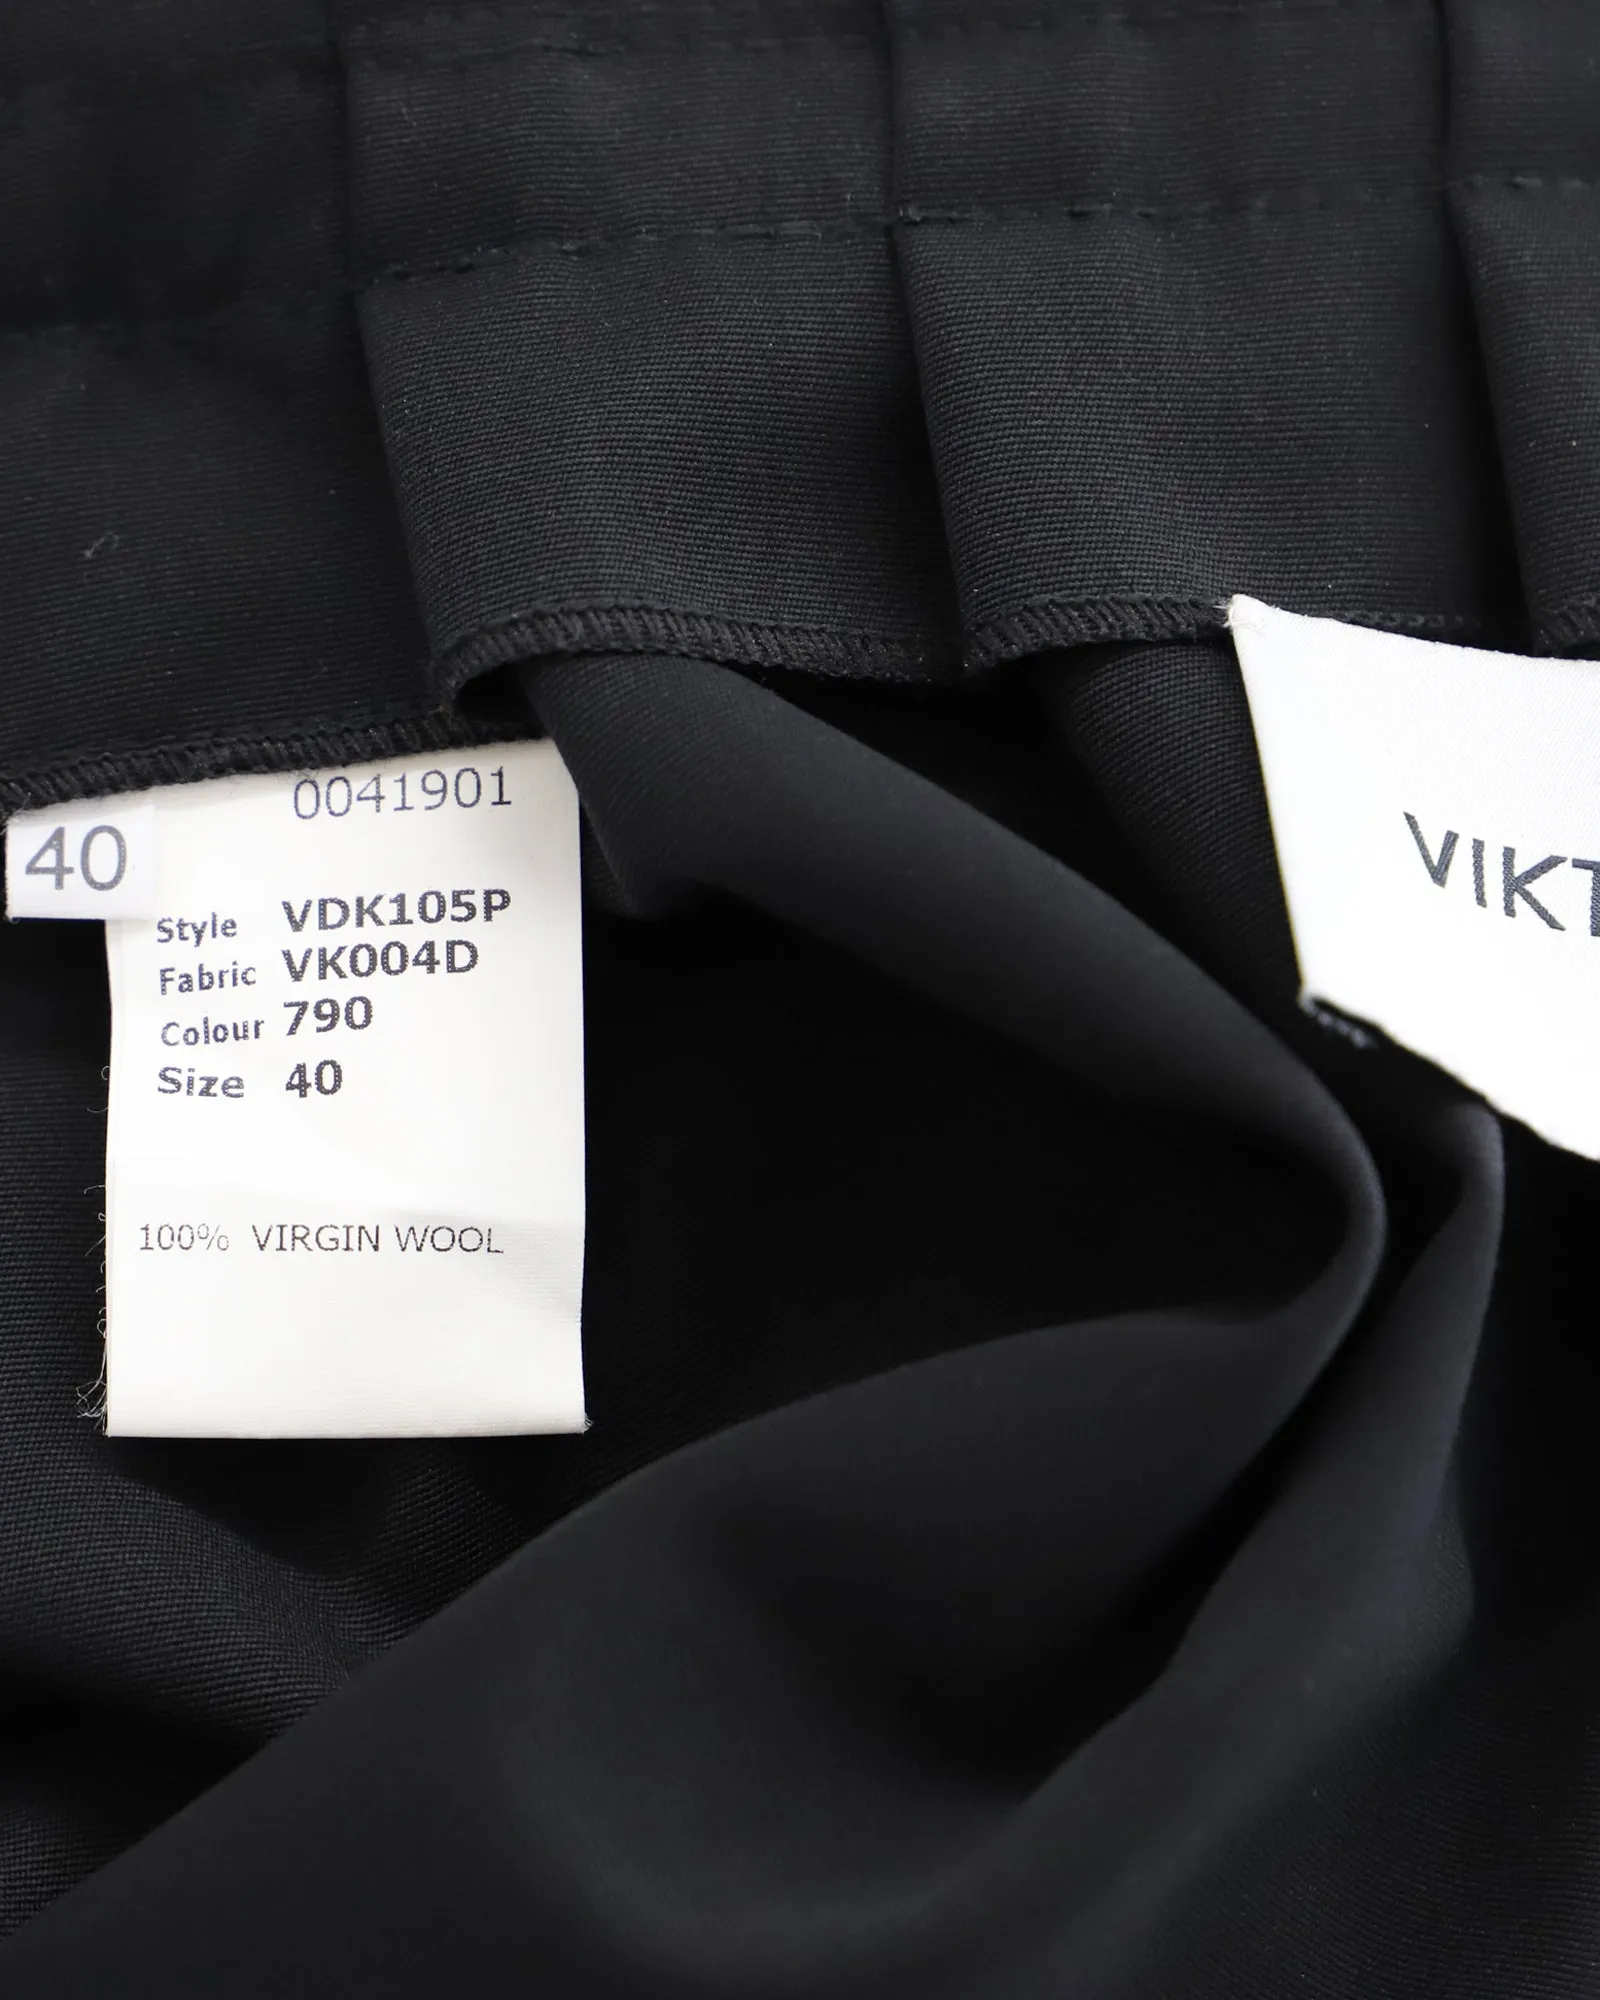 0041901
40
Style VDK105P
Fabric VK004D
Colour 790
Size 40
100% VIRGIN WOOL
VIKT